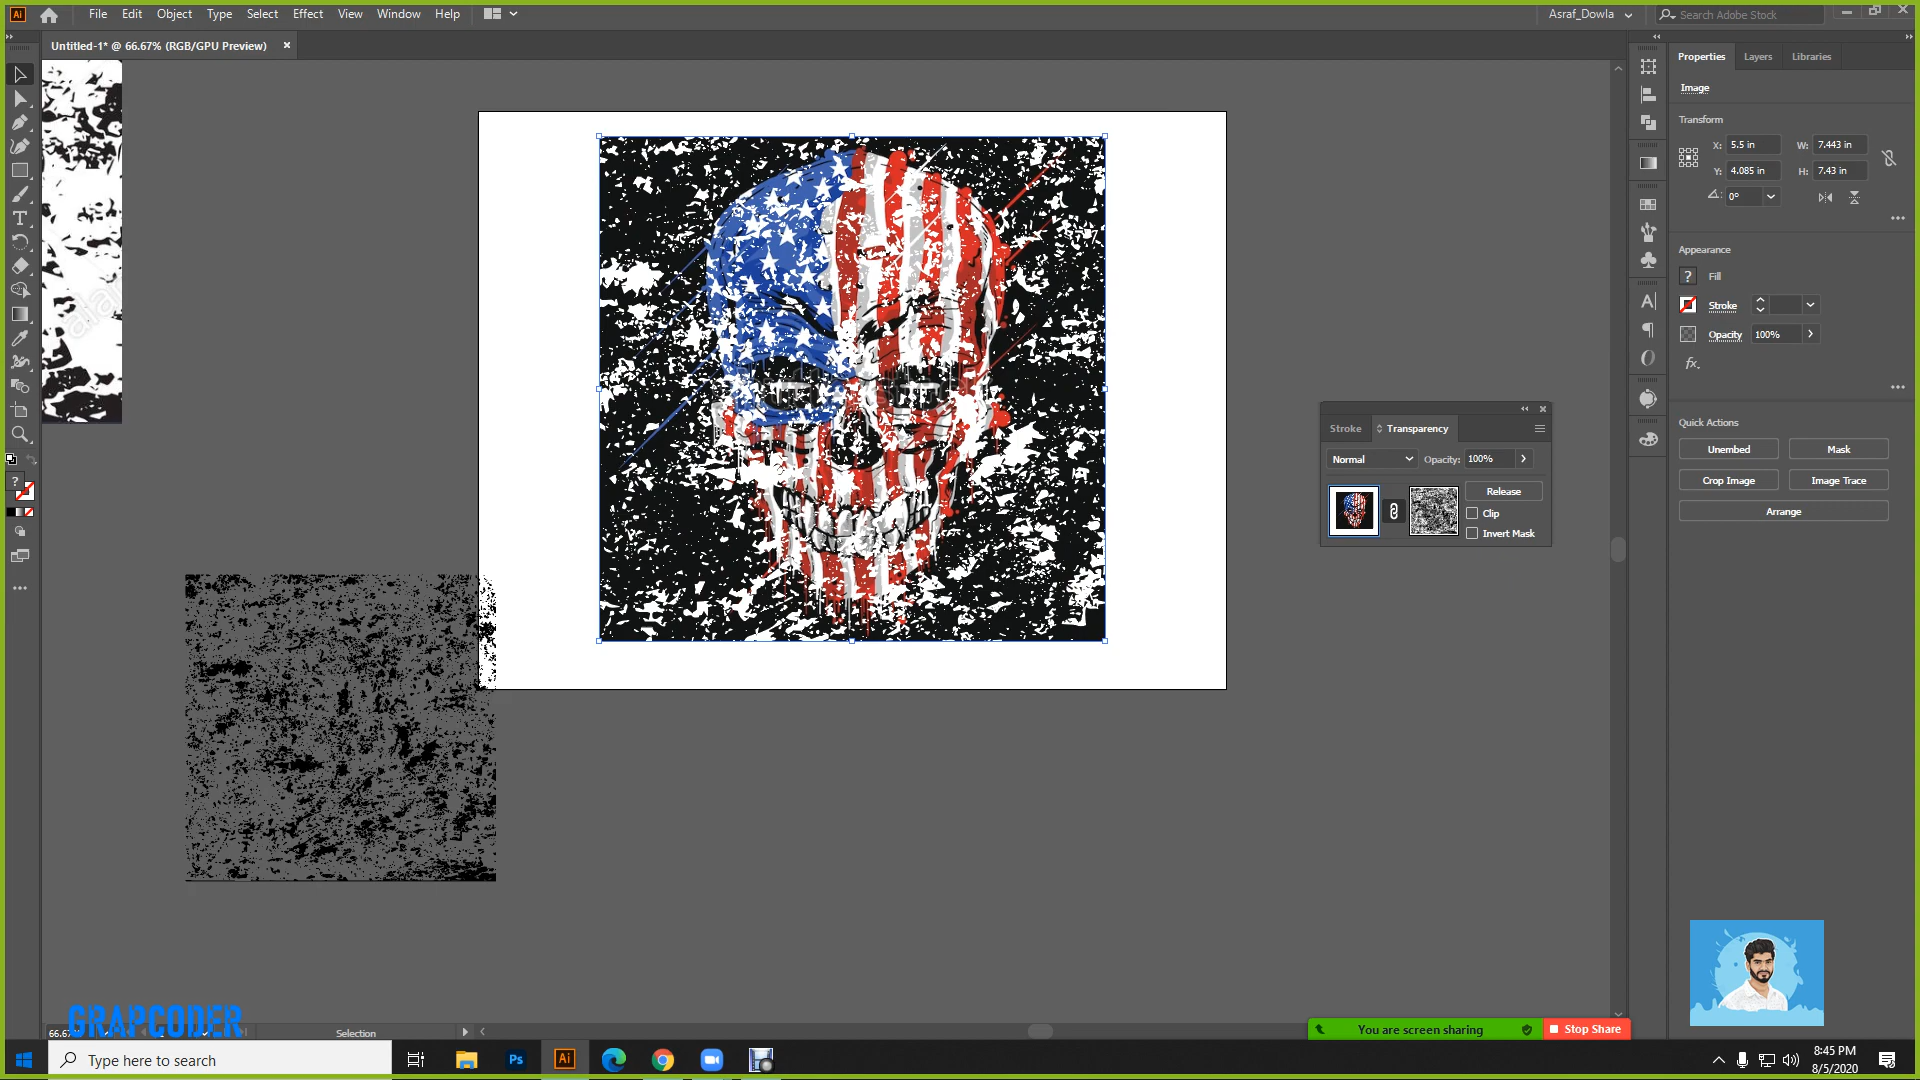 Ai File Edit Object Type Select Effect View Window Help Asraf_Dowla Search Adobe Stock
Untitled-1* @ 66.67% (RGB/GPU Preview) ×
Properties Layers Libraries
Image
Transform
X: 5.5 in W: 7.443 in
Y: 4.085 in H: 7.43 in
0°
Appearance
? Fill
Stroke
Opacity 100%
fx.
Quick Actions
Unembed Mask
Crop Image Image Trace
Arrange
Stroke Transparency
Normal Opacity: 100%
Release
Clip
Invert Mask
GRAPCODER
Selection
You are screen sharing Stop Share
Type here to search
Ps Ai
8:45 PM
8/5/2020